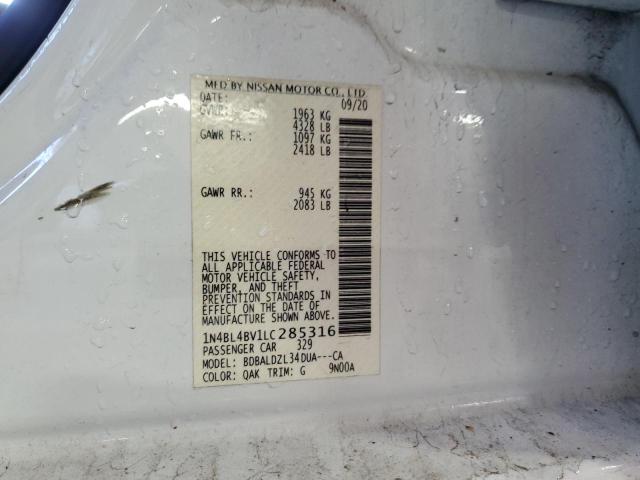 MFD BY NISSAN MOTOR CO., LTD.
DATE: 09/20
GVWR: 1963 KG
4328 LB
GAWR FR.: 1097 KG
2418 LB
GAWR RR.: 945 KG
2083 LB
THIS VEHICLE CONFORMS TO
ALL APPLICABLE FEDERAL
MOTOR VEHICLE SAFETY,
BUMPER, AND THEFT
PREVENTION STANDARDS IN
EFFECT ON THE DATE OF
MANUFACTURE SHOWN ABOVE.
1N4BL4BV1LC285316
PASSENGER CAR 329
MODEL: BDBALDZL34DUA---CA
COLOR: QAK TRIM: G 9N00A